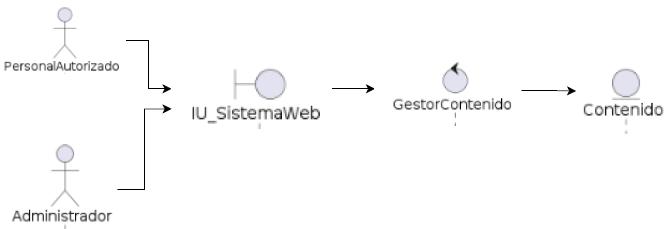 PersonalAutorizado
IU_SistemaWeb
GestorContenido
Contenido
Administrador